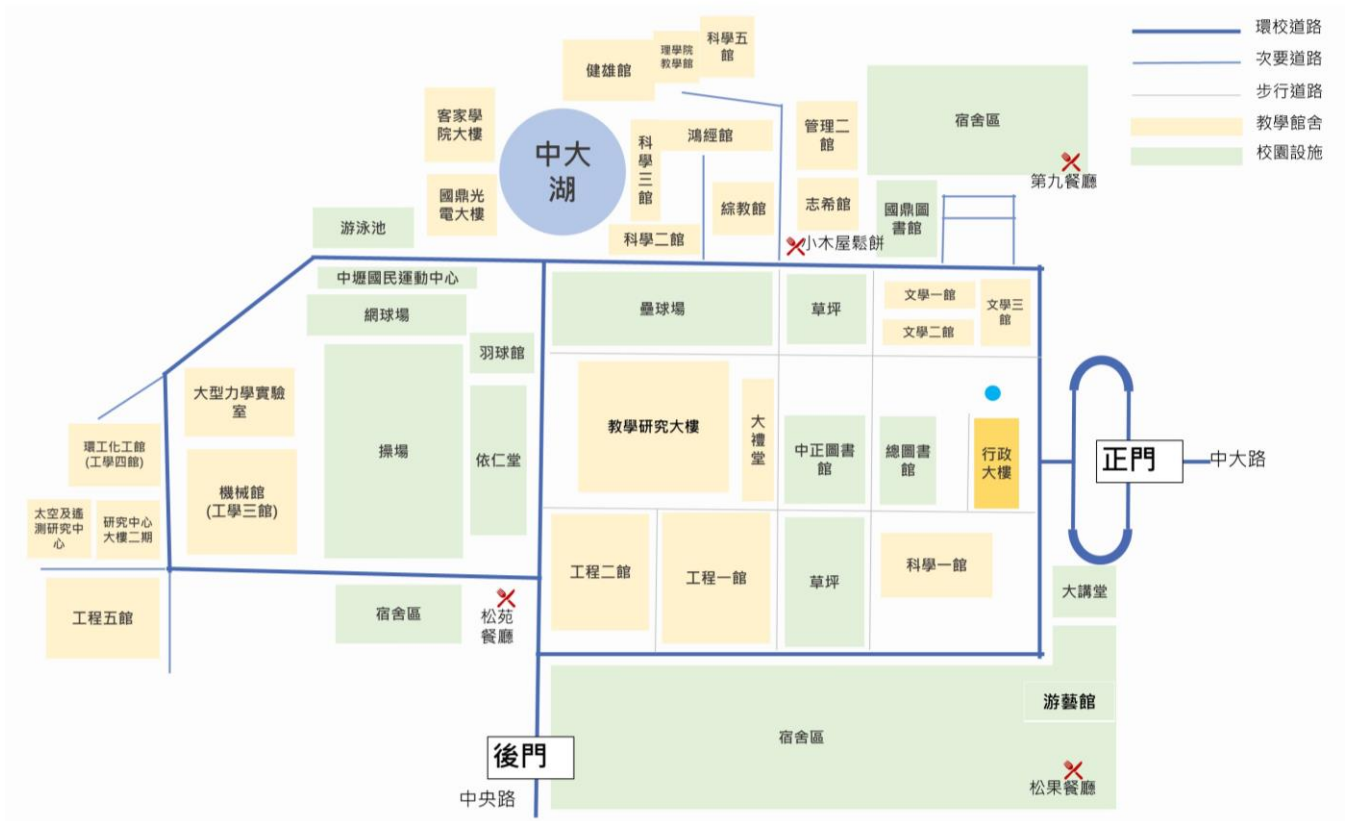 環校道路
次要道路
步行道路
教學館舍
校園設施
科學五
館
理學院
教學館
健雄館
客家學
院大樓
中大
湖
科
學
三
館
鴻經館
管理二
館
宿舍區
第九餐廳
國鼎光
電大樓
綜教館
志希館
國鼎圖
書館
游泳池
科學二館
小木屋鬆餅
中壢國民運動中心
網球場
壘球場
草坪
文學一館
文學二館
文學三
館
羽球館
大型力學實驗
室
操場
依仁堂
教學研究大樓
大
禮
堂
中正圖書
館
總圖書
館
行政
大樓
正門
中大路
環工化工館
(工學四館)
機械館
(工學三館)
太空及遙
測研究中
心
研究中心
大樓二期
工程二館
工程一館
草坪
科學一館
大講堂
工程五館
宿舍區
松苑
餐廳
游藝館
宿舍區
後門
松果餐廳
中央路